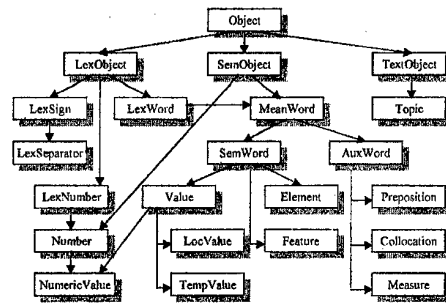 Object
LexObject SemObject TextObject
LexSign LexWord MeanWord Topic
LexSeparator SemWord AuxWord
LexNumber Value Element Preposition
Number LocValue Feature Collocation
NumericValue TempValue Measure